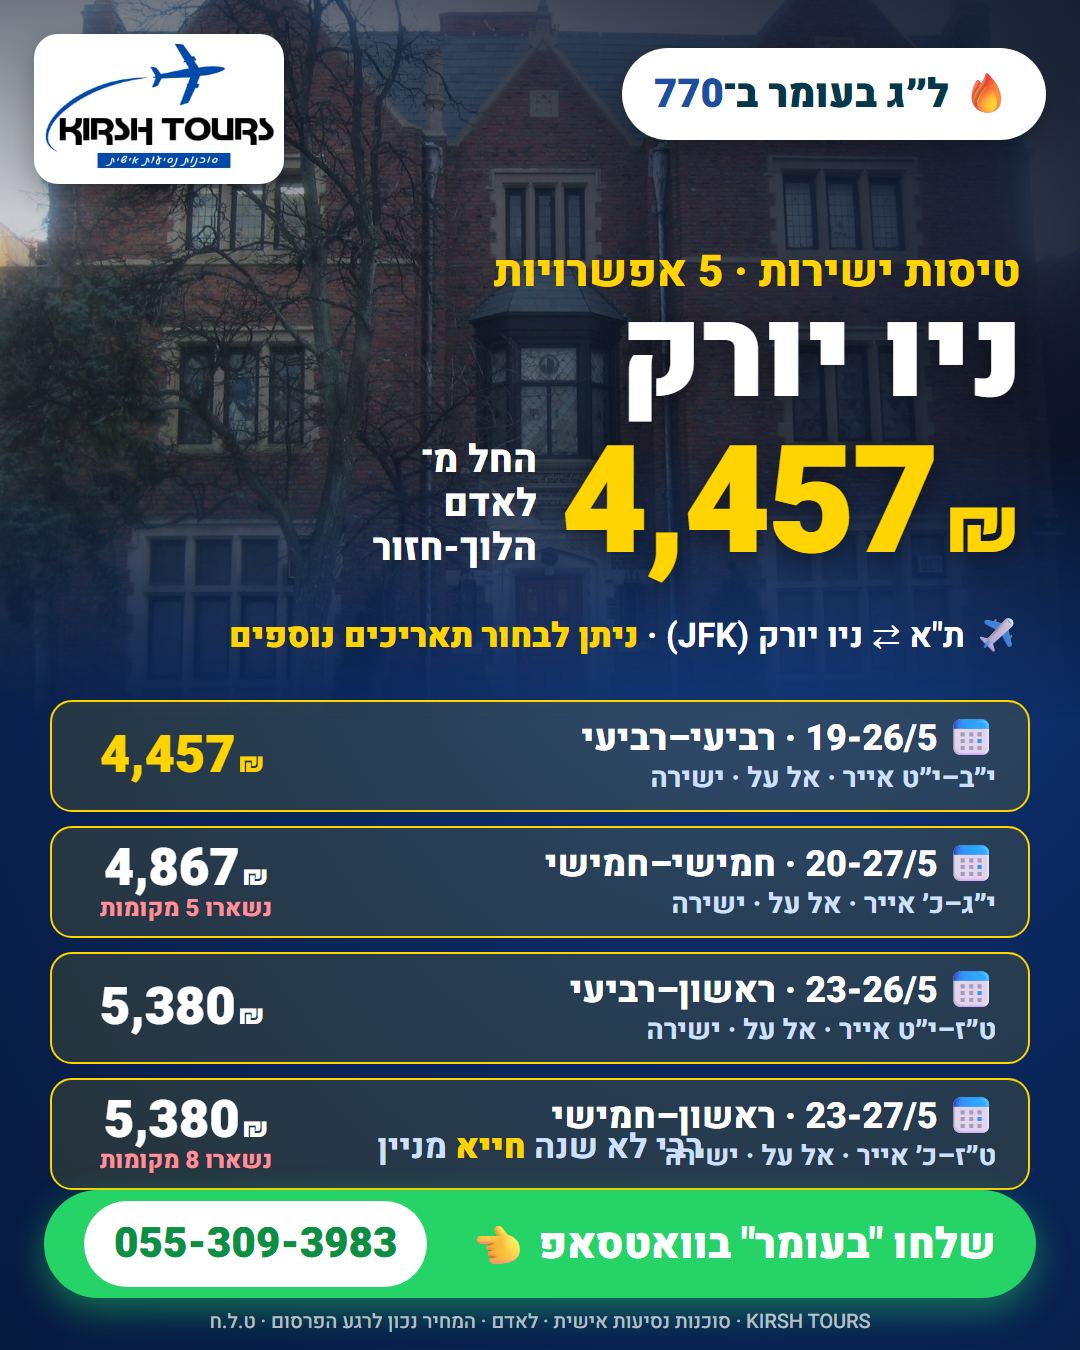 KIRSH TOURS
סוכנות נסיעות אישית
ל״ג בעומר ב־770
טיסות ישירות · 5 אפשרויות
ניו יורק
₪4,457
החל מ־
לאדם
הלוך-חזור
ת"א ⇄ ניו יורק (JFK) · ניתן לבחור תאריכים נוספים
19-26/5 · רביעי–רביעי
י״ב–י״ט אייר · אל על · ישירה
₪4,457
20-27/5 · חמישי–חמישי
י״ג–כ׳ אייר · אל על · ישירה
₪4,867
נשארו 5 מקומות
23-26/5 · ראשון–רביעי
ט״ז–י״ט אייר · אל על · ישירה
₪5,380
23-27/5 · ראשון–חמישי
ט״ז–כ׳ אייר · אל על · ישירה
₪5,380
נשארו 8 מקומות
רבי לא שנה חייא מניין
שלחו "בעומר" בוואטסאפ
055-309-3983
KIRSH TOURS · סוכנות נסיעות אישית · לאדם · המחיר נכון לרגע הפרסום · ט.ל.ח